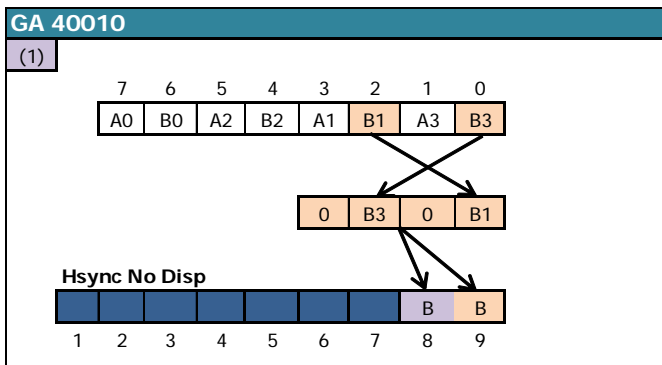 GA 40010
(1)
7 6 5 4 3 2 1 0
A0 B0 A2 B2 A1 B1 A3 B3
0 B3 0 B1
Hsync No Disp
B B
1 2 3 4 5 6 7 8 9